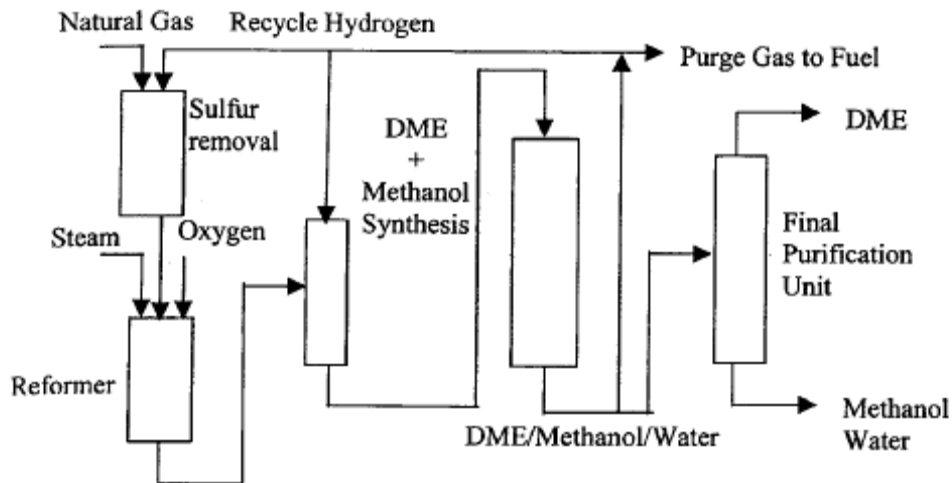 Natural Gas
Recycle Hydrogen
Purge Gas to Fuel
Sulfur
removal
DME
+
Methanol
Synthesis
DME
Steam
Oxygen
Final
Purification
Unit
Reformer
DME/Methanol/Water
Methanol
Water